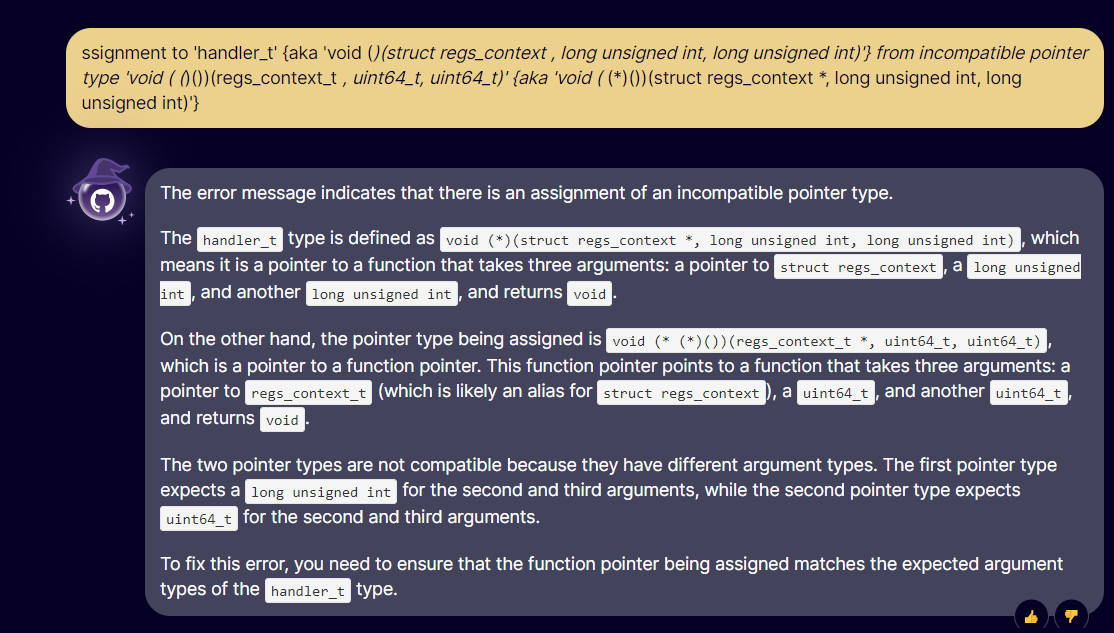 ssignment to 'handler_t' {aka 'void ()(struct regs_context , long unsigned int, long unsigned int)'} from incompatible pointer
type 'void ( ()())(regs_context_t , uint64_t, uint64_t)' {aka 'void ( (*)())(struct regs_context *, long unsigned int, long
unsigned int)'}
The error message indicates that there is an assignment of an incompatible pointer type.
The handler_t type is defined as void (*)(struct regs_context *, long unsigned int, long unsigned int) , which
means it is a pointer to a function that takes three arguments: a pointer to struct regs_context , a long unsigned
int , and another long unsigned int , and returns void .
On the other hand, the pointer type being assigned is void (* (*)())(regs_context_t *, uint64_t, uint64_t) ,
which is a pointer to a function pointer. This function pointer points to a function that takes three arguments: a
pointer to regs_context_t (which is likely an alias for struct regs_context ), a uint64_t , and another uint64_t ,
and returns void .
The two pointer types are not compatible because they have different argument types. The first pointer type
expects a long unsigned int for the second and third arguments, while the second pointer type expects
uint64_t for the second and third arguments.
To fix this error, you need to ensure that the function pointer being assigned matches the expected argument
types of the handler_t type.